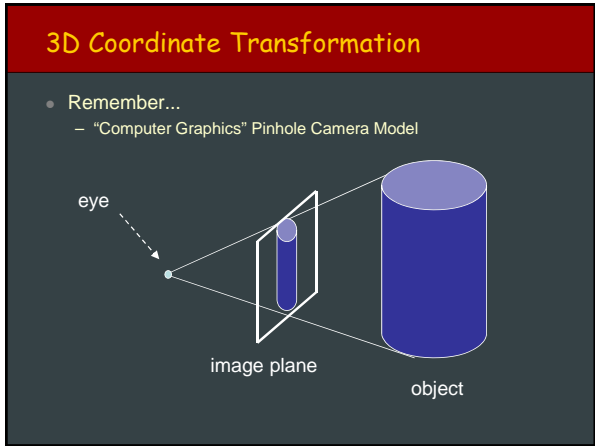 3D Coordinate Transformation
● Remember...
– “Computer Graphics” Pinhole Camera Model
eye
image plane
object